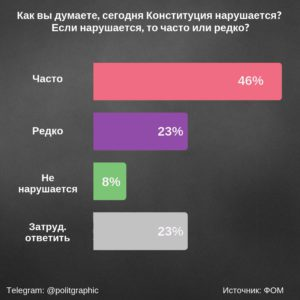 Как вы думаете, сегодня Конституция нарушается?
Если нарушается, то часто или редко?
Часто
46%
Редко
23%
Не
нарушается
8%
Затруд.
ответить
23%
Telegram: @politgraphic
Источник: ФОМ